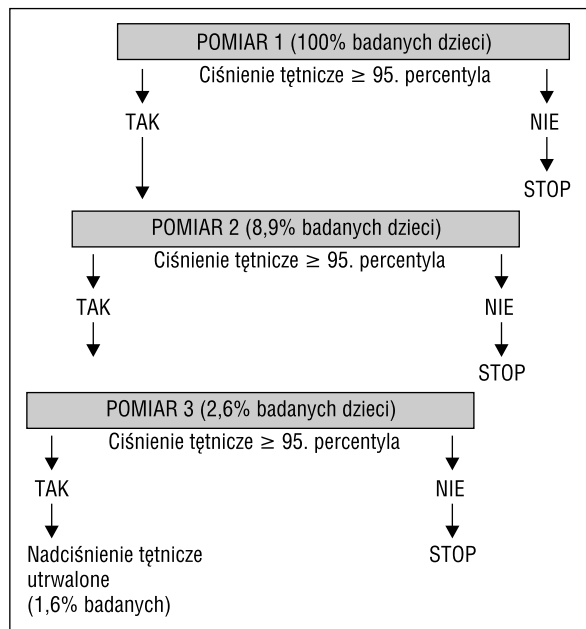 POMIAR 1 (100% badanych dzieci)
Ciśnienie tętnicze ≥ 95. percentyla
TAK
NIE
STOP
POMIAR 2 (8,9% badanych dzieci)
Ciśnienie tętnicze ≥ 95. percentyla
TAK
NIE
STOP
POMIAR 3 (2,6% badanych dzieci)
Ciśnienie tętnicze ≥ 95. percentyla
TAK
NIE
Nadciśnienie tętnicze
utrwalone
(1,6% badanych)
STOP